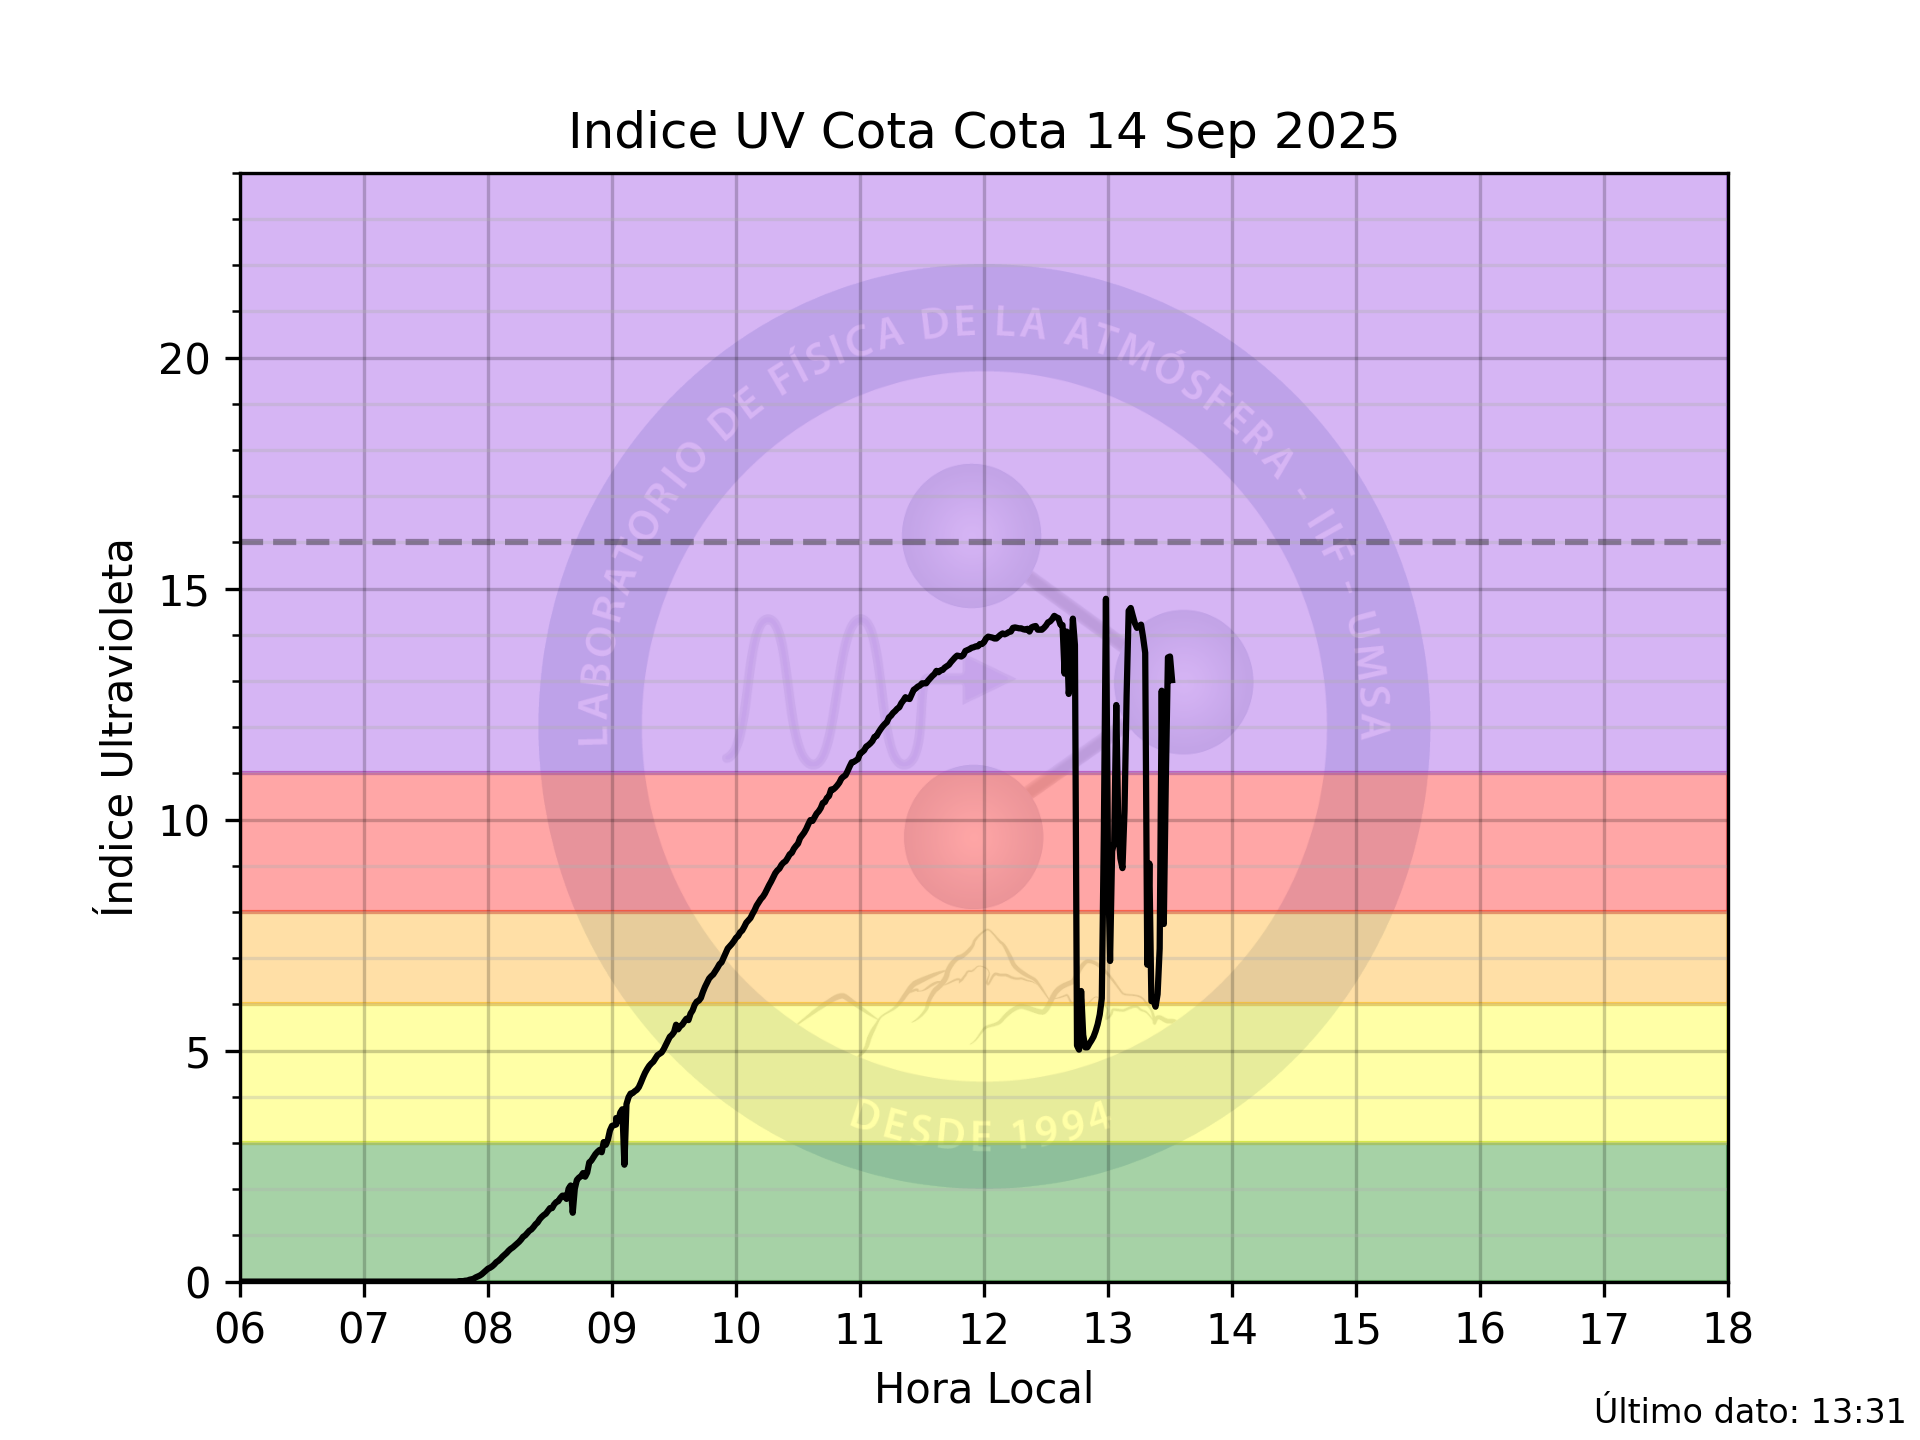 Indice UV Cota Cota 14 Sep 2025
LABORATORIO DE FÍSICA DE LA ATMÓSFERA - IIF - UMSA
DESDE 1994
Índice Ultravioleta
20
15
10
5
0
06 07 08 09 10 11 12 13 14 15 16 17 18
Hora Local
Último dato: 13:31